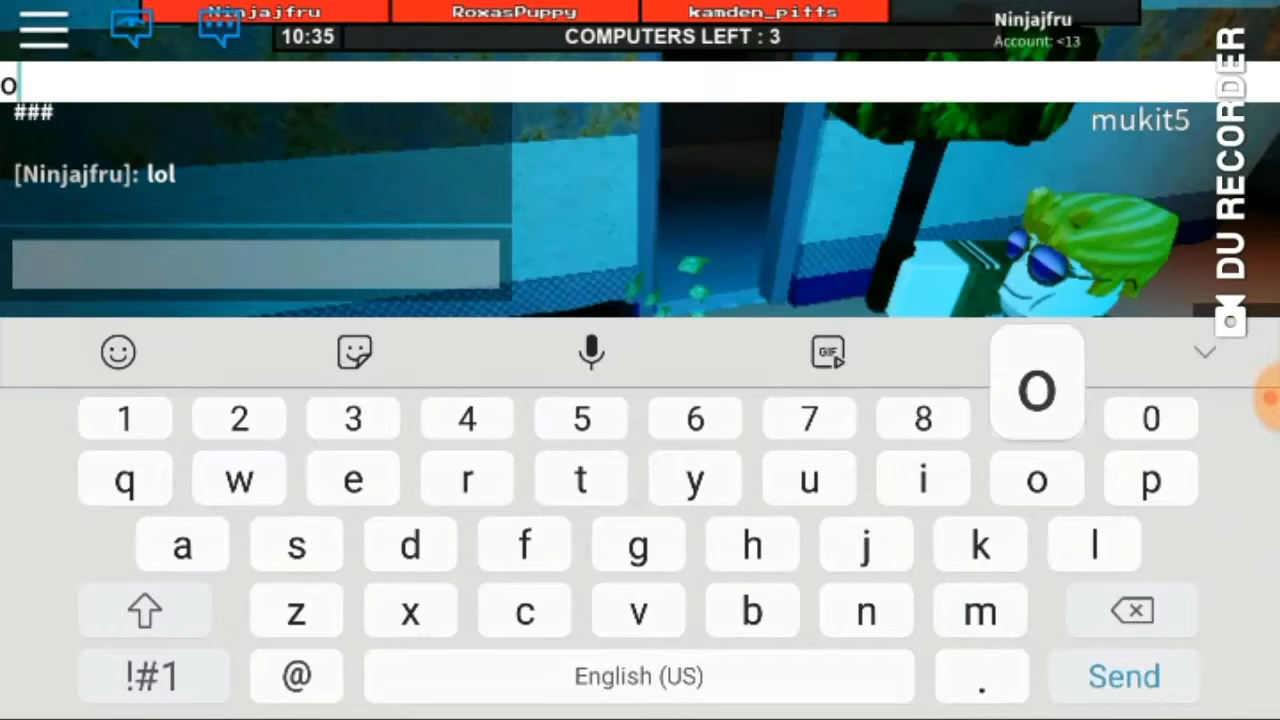 Ninjajfru RoxasPuppy kamden_pitts
10:35 COMPUTERS LEFT : 3
Ninjajfru
Account: <13
o
###
[Ninjajfru]: lol
mukit5
DU RECORDER
GIF
o
1 2 3 4 5 6 7 8 0
q w e r t y u i o p
a s d f g h j k l
z x c v b n m
!#1 @ English (US) . Send